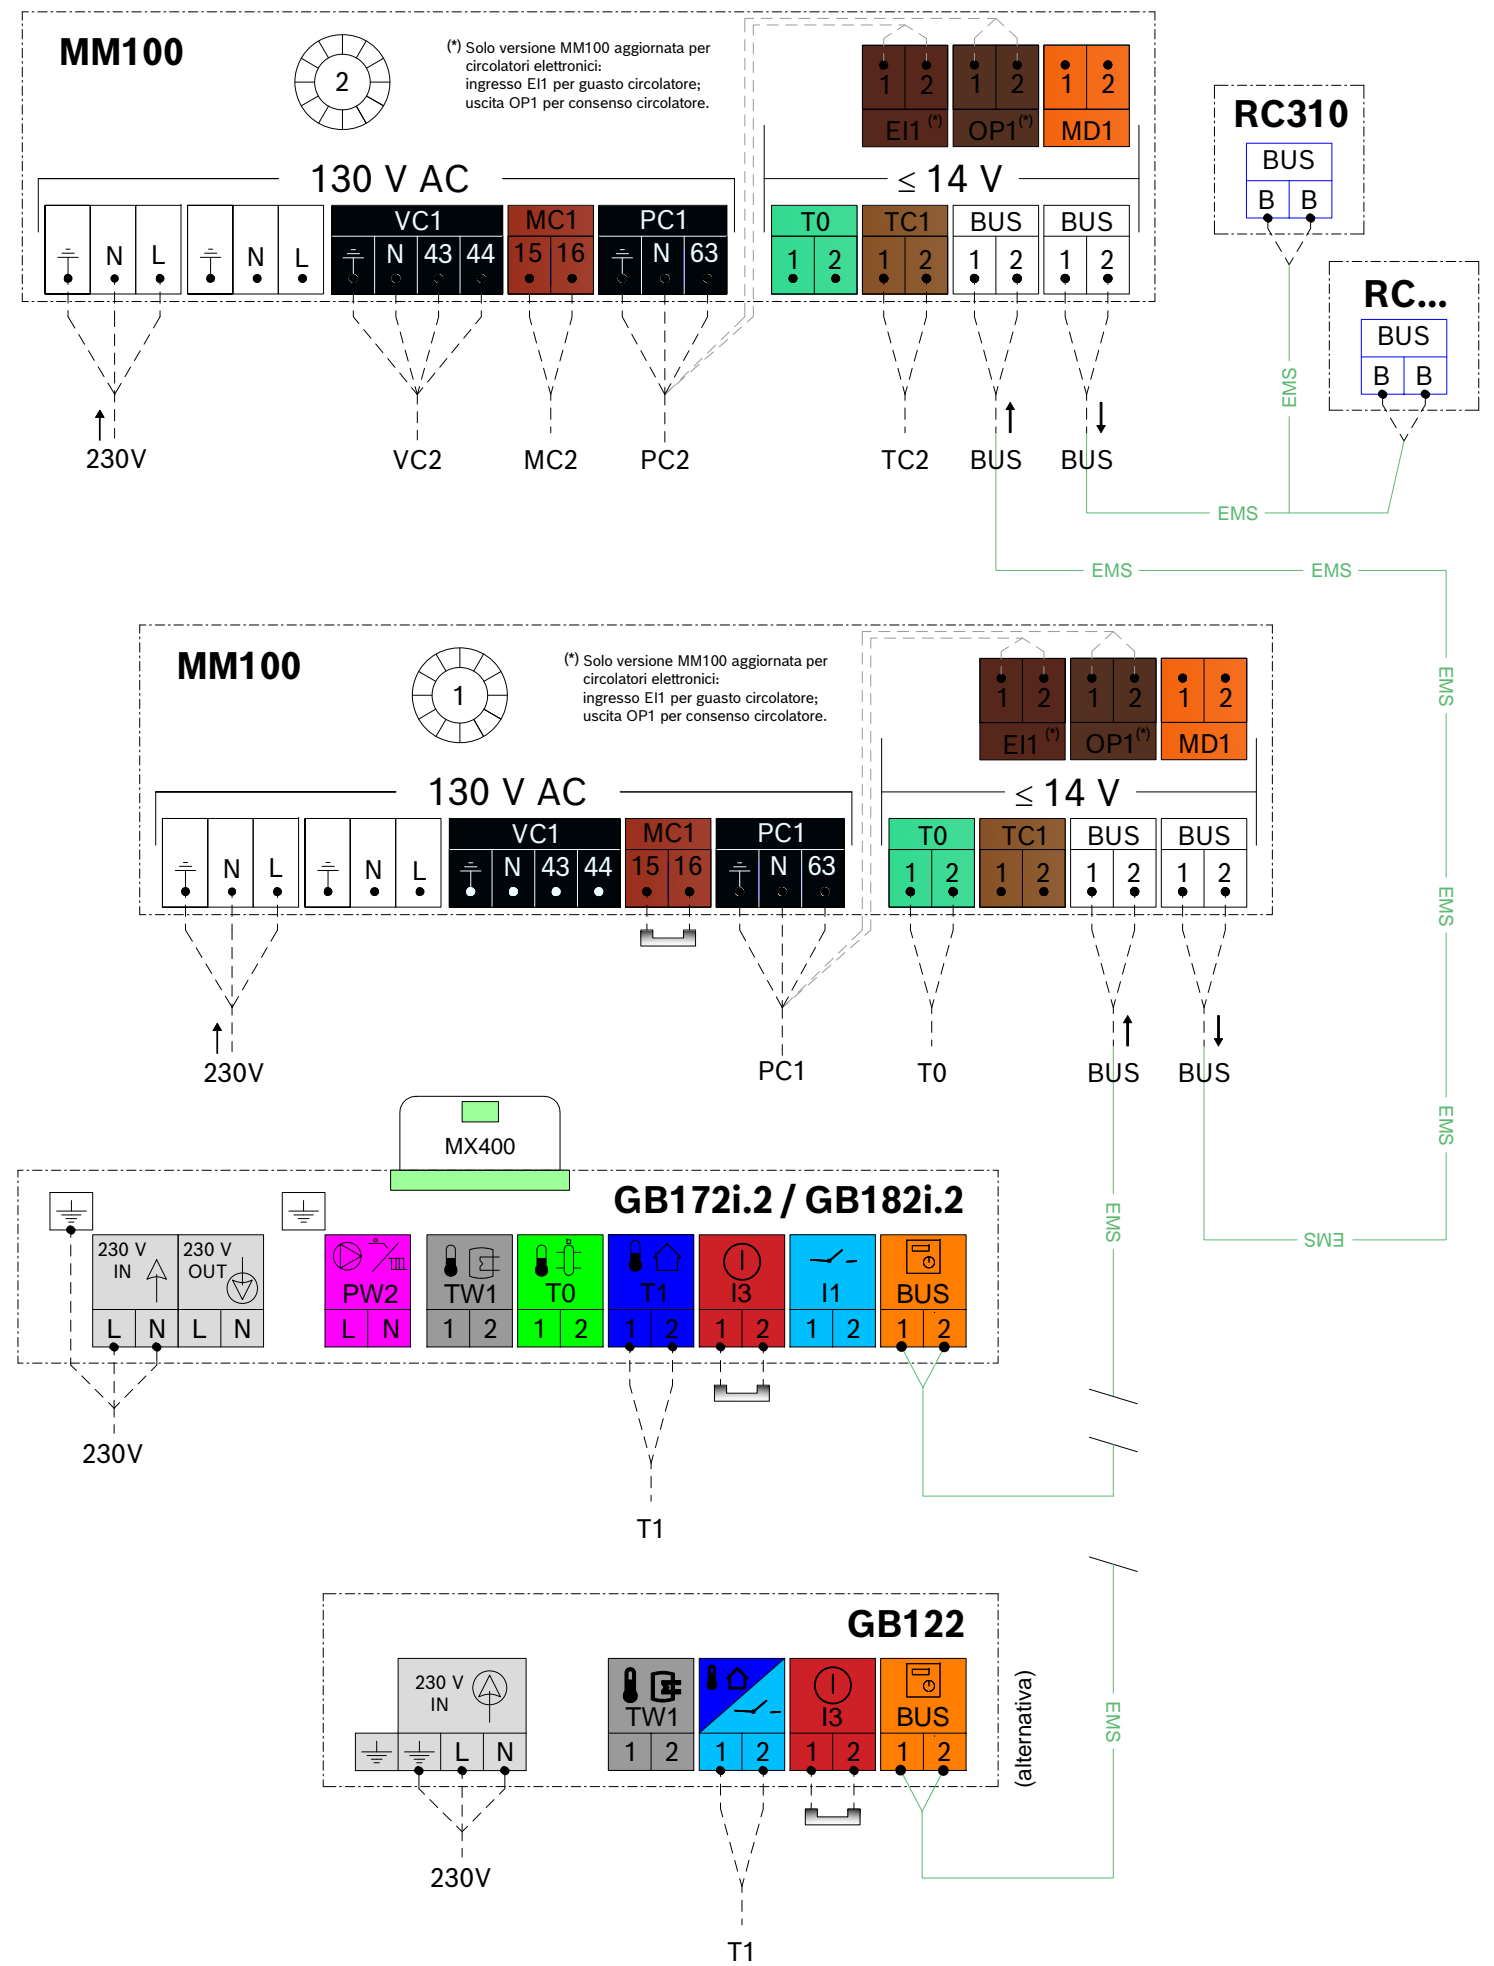 MM100
2
(*) Solo versione MM100 aggiornata per
circolatori elettronici:
ingresso EI1 per guasto circolatore;
uscita OP1 per consenso circolatore.
1 2 1 2 1 2
EI1 (*) OP1 (*) MD1
130 V AC
≤ 14 V
VC1 MC1 PC1 T0 TC1 BUS BUS
N L N L N 43 44 15 16 N 63 1 2 1 2 1 2 1 2
230V VC2 MC2 PC2 TC2 BUS BUS
RC310
BUS
B B
RC...
BUS
B B
EMS
EMS
EMS EMS
MM100
1
(*) Solo versione MM100 aggiornata per
circolatori elettronici:
ingresso EI1 per guasto circolatore;
uscita OP1 per consenso circolatore.
1 2 1 2 1 2
EI1 (*) OP1 (*) MD1
130 V AC
≤ 14 V
VC1 MC1 PC1 T0 TC1 BUS BUS
N L N L N 43 44 15 16 N 63 1 2 1 2 1 2 1 2
230V PC1 T0 BUS BUS
EMS
EMS
EMS
EMS
EMS
MX400
GB172i.2 / GB182i.2
230 V
IN
230 V
OUT
PW2 TW1 T0 T1 I3 I1 BUS
L N L N L N 1 2 1 2 1 2 1 2 1 2 1 2
230V
T1
GB122
230 V
IN
TW1 I3 BUS
L N 1 2 1 2 1 2 1 2
230V
T1
(alternativa)
EMS